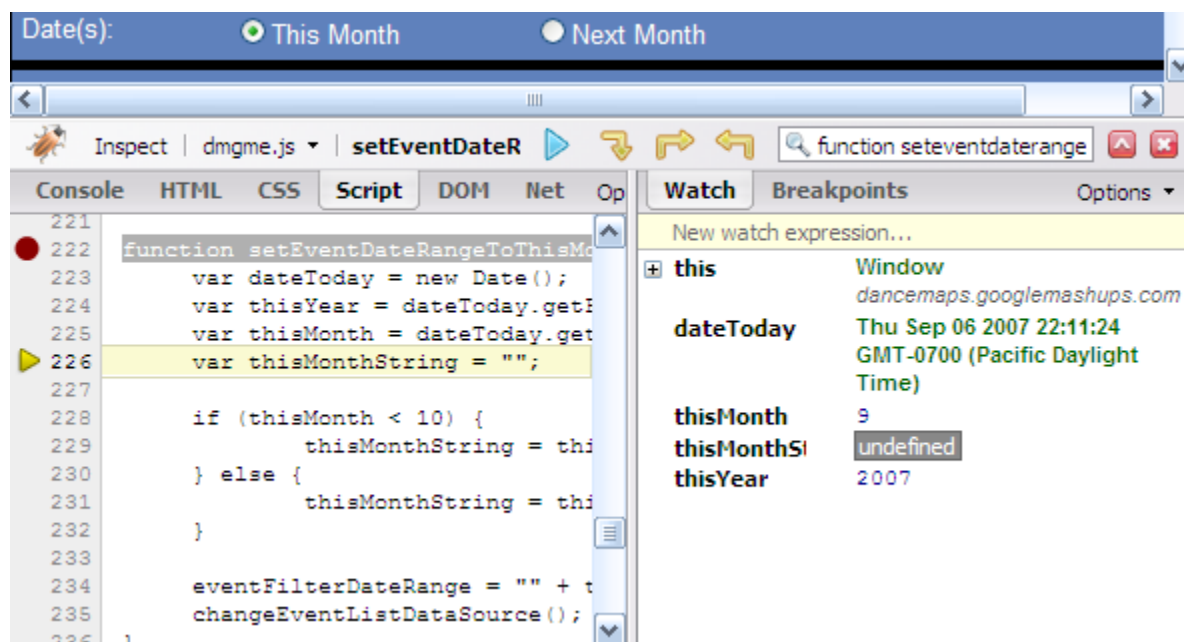 Date(s): This Month Next Month
Inspect dmgme.js setEventDateR function seteventdaterange
Console HTML CSS Script DOM Net Op
221
222 function setEventDateRangeToThisMo
223 var dateToday = new Date();
224 var thisYear = dateToday.getF
225 var thisMonth = dateToday.get
226 var thisMonthString = "";
227
228 if (thisMonth < 10) {
229 thisMonthString = thi
230 } else {
231 thisMonthString = thi
232 }
233
234 eventFilterDateRange = "" + t
235 changeEventListDataSource();
236 }
Watch Breakpoints Options
New watch expression...
this Window
dancemaps.googlemashups.com
dateToday Thu Sep 06 2007 22:11:24
GMT-0700 (Pacific Daylight
Time)
thisMonth 9
thisMonthSt undefined
thisYear 2007